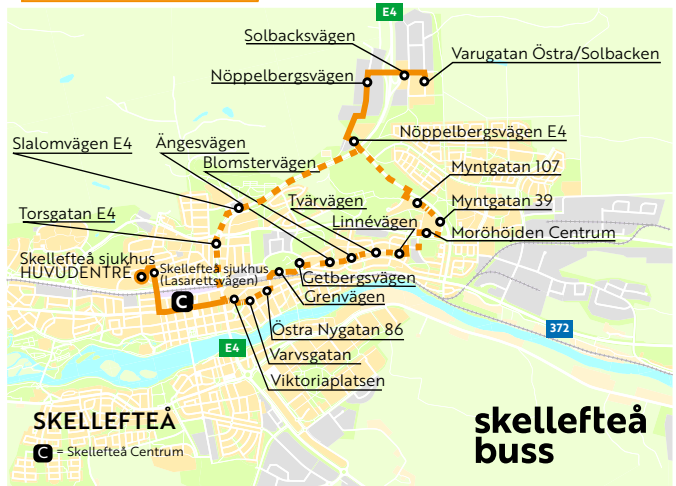 E4
Solbacksvägen
Varugatan Östra/Solbacken
Nöppelbergsvägen
Nöppelbergsvägen E4
Slalomvägen E4
Ängesvägen
Blomstervägen
Myntgatan 107
Tvärvägen
Myntgatan 39
Torsgatan E4
Linnévägen
Moröhöjden Centrum
Skellefteå sjukhus
HUVUDENTRE
Skellefteå sjukhus
(Lasarettsvägen)
Getbergsvägen
Grenvägen
C
Östra Nygatan 86
372
E4
Varvsgatan
Viktoriaplatsen
SKELLEFTEÅ
skellefteå
buss
C = Skellefteå Centrum